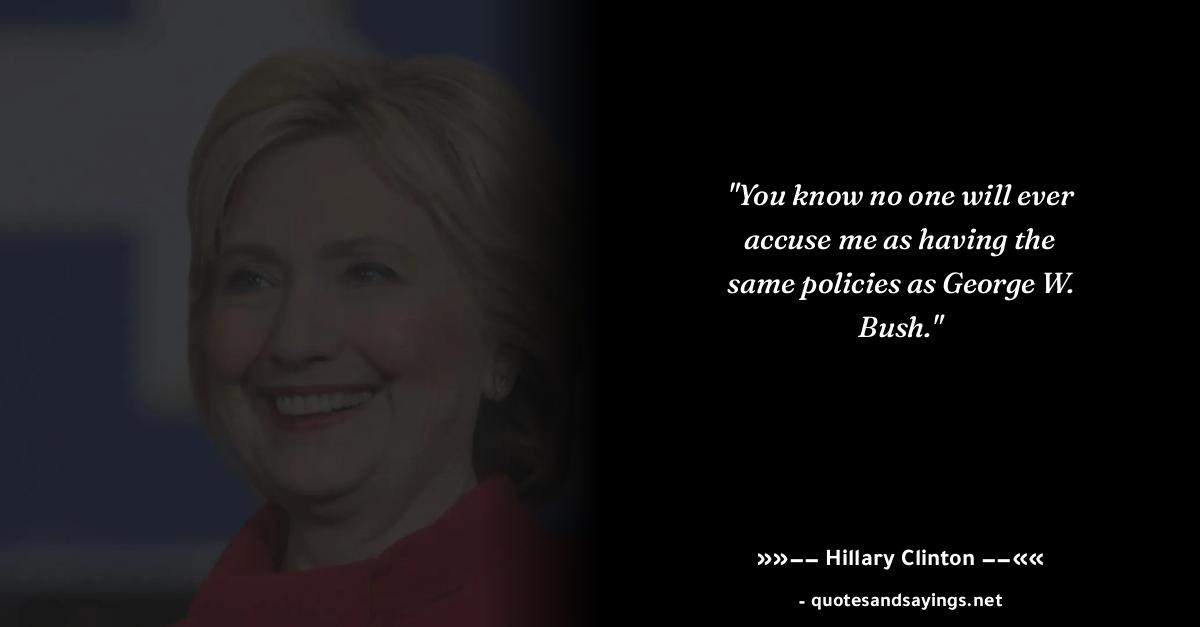 "You know no one will ever
accuse me as having the
same policies as George W.
Bush."
»»–– Hillary Clinton ––««
- quotesandsayings.net